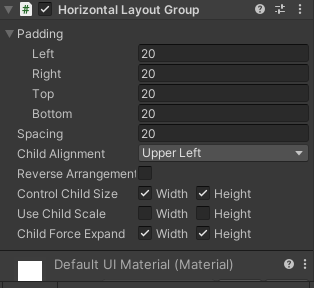 Horizontal Layout Group
Padding
Left 20
Right 20
Top 20
Bottom 20
Spacing 20
Child Alignment Upper Left
Reverse Arrangement
Control Child Size Width Height
Use Child Scale Width Height
Child Force Expand Width Height
Default UI Material (Material)